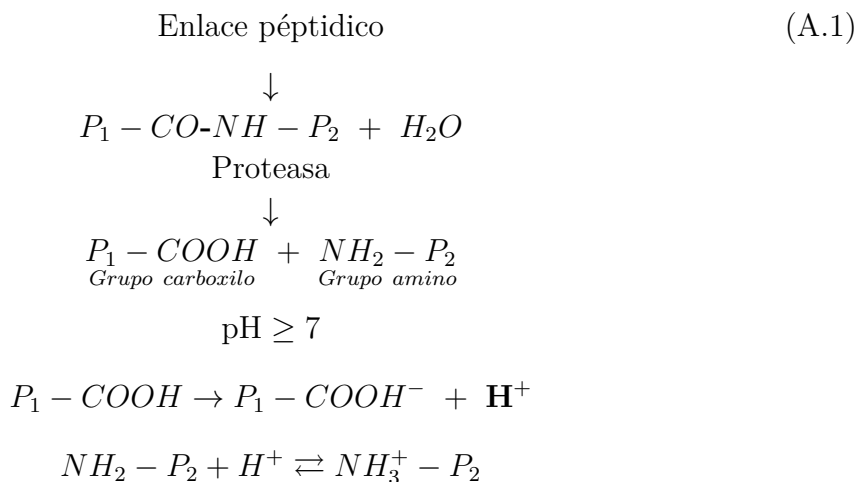 Enlace péptidico (A.1)
↓
P₁ − CO-NH − P₂ + H₂O
Proteasa
↓
P₁ − COOH + NH₂ − P₂
Grupo carboxilo Grupo amino
pH ≥ 7
P₁ − COOH → P₁ − COOH⁻ + H⁺
NH₂ − P₂ + H⁺ ⇄ NH₃⁺ − P₂